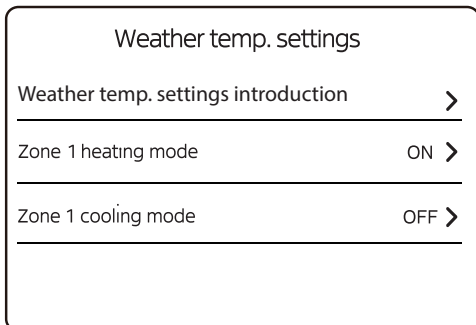 Weather temp. settings
Weather temp. settings introduction
Zone 1 heating mode ON
Zone 1 cooling mode OFF